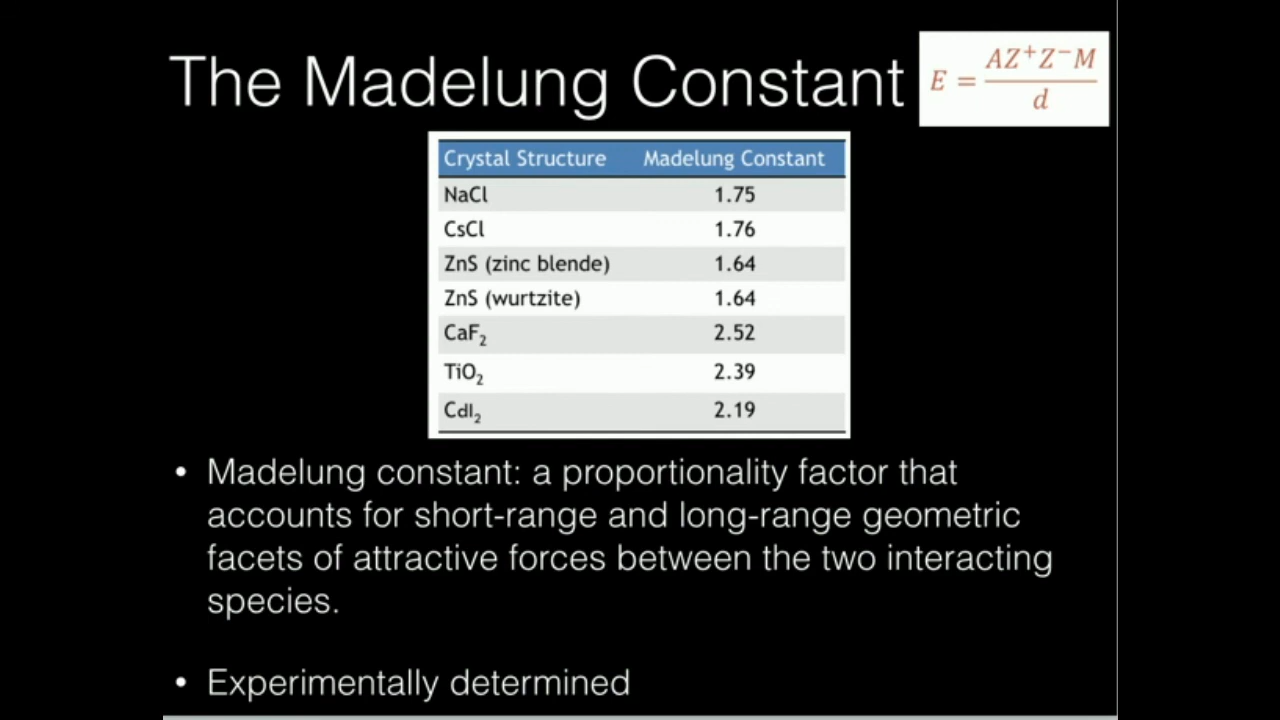 The Madelung Constant
E = AZ⁺Z⁻M / d
Crystal Structure Madelung Constant
NaCl 1.75
CsCl 1.76
ZnS (zinc blende) 1.64
ZnS (wurtzite) 1.64
CaF₂ 2.52
TiO₂ 2.39
CdI₂ 2.19
• Madelung constant: a proportionality factor that
accounts for short-range and long-range geometric
facets of attractive forces between the two interacting
species.
• Experimentally determined